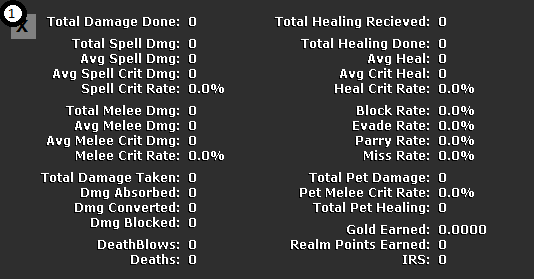 1
X
Total Damage Done: 0
Total Spell Dmg: 0
Avg Spell Dmg: 0
Avg Spell Crit Dmg: 0
Spell Crit Rate: 0.0%
Total Melee Dmg: 0
Avg Melee Dmg: 0
Avg Melee Crit Dmg: 0
Melee Crit Rate: 0.0%
Total Damage Taken: 0
Dmg Absorbed: 0
Dmg Converted: 0
Dmg Blocked: 0
DeathBlows: 0
Deaths: 0
Total Healing Recieved: 0
Total Healing Done: 0
Avg Heal: 0
Avg Crit Heal: 0
Heal Crit Rate: 0.0%
Block Rate: 0.0%
Evade Rate: 0.0%
Parry Rate: 0.0%
Miss Rate: 0.0%
Total Pet Damage: 0
Pet Melee Crit Rate: 0.0%
Total Pet Healing: 0
Gold Earned: 0.0000
Realm Points Earned: 0
IRS: 0